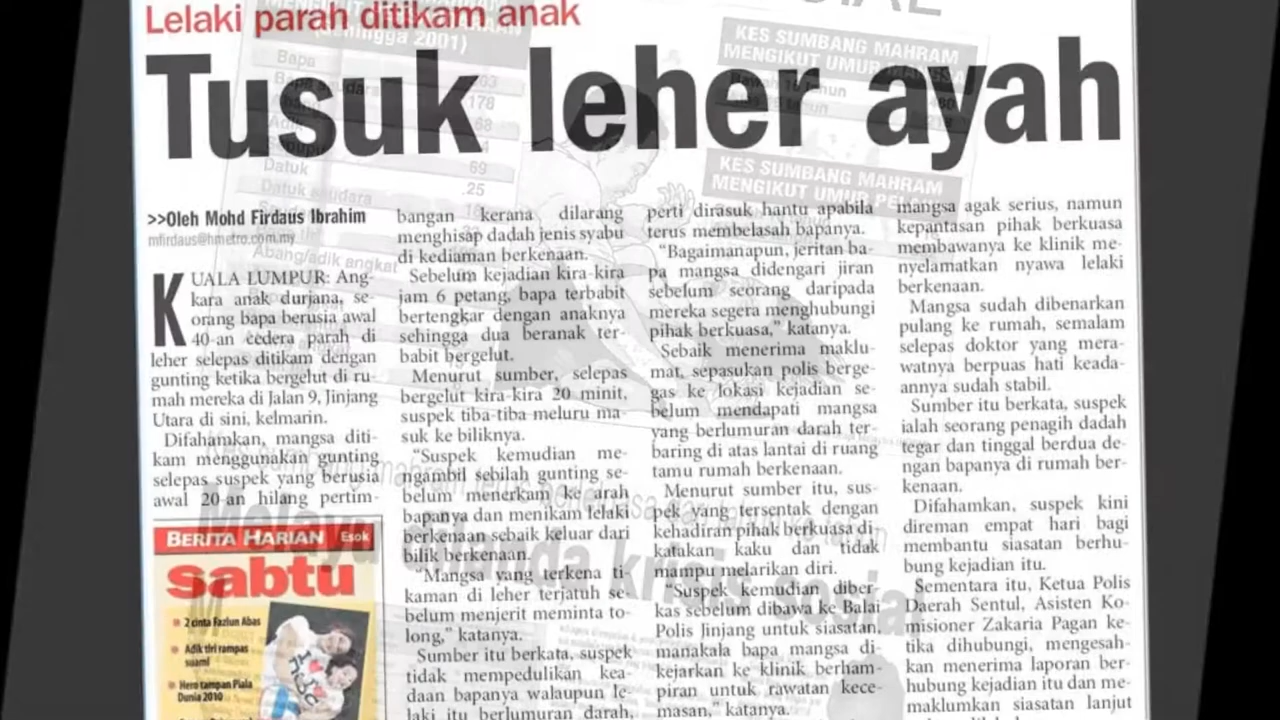 Lelaki parah ditikam anak
Tusuk leher ayah
>>Oleh Mohd Firdaus Ibrahim
mfirdaus@hmetro.com.my
KUALA LUMPUR: Ang-
kara anak durjana, se-
orang bapa berusia awal
40-an cedera parah di
leher selepas ditikam dengan
gunting ketika bergelut di ru-
mah mereka di Jalan 9, Jinjang
Utara di sini, kelmarin.
Difahamkan, mangsa diti-
kam menggunakan gunting
selepas suspek yang berusia
awal 20-an hilang pertim-
BERITA HARIAN Esok
sabtu
2 cinta Fazlun Abas
Adik tiri rampas
suami
Hero tampan Piala
Dunia 2010
bangan kerana dilarang
menghisap dadah jenis syabu
di kediaman berkenaan.
Sebelum kejadian kira-kira
jam 6 petang, bapa terbabit
bertengkar dengan anaknya
sehingga dua beranak ter-
babit bergelut.
Menurut sumber, selepas
bergelut kira-kira 20 minit,
suspek tiba-tiba meluru ma-
suk ke biliknya.
“Suspek kemudian me-
ngambil sebilah gunting se-
belum menerkam ke arah
bapanya dan menikam lelaki
berkenaan sebaik keluar dari
bilik berkenaan.
“Mangsa yang terkena ti-
kaman di leher terjatuh se-
belum menjerit meminta to-
long,” katanya.
Sumber itu berkata, suspek
tidak mempedulikan kea-
daan bapanya walaupun le-
laki itu berlumuran darah,
perti dirasuk hantu apabila
terus membelasah bapanya.
“Bagaimanapun, jeritan ba-
pa mangsa didengari jiran
sebelum seorang daripada
mereka segera menghubungi
pihak berkuasa,” katanya.
Sebaik menerima maklu-
mat, sepasukan polis berge-
gas ke lokasi kejadian se-
belum mendapati mangsa
yang berlumuran darah ter-
baring di atas lantai di ruang
tamu rumah berkenaan.
Menurut sumber itu, sus-
pek yang tersentak dengan
kehadiran pihak berkuasa di-
katakan kaku dan tidak
mampu melarikan diri.
“Suspek kemudian diber-
kas sebelum dibawa ke Balai
Polis Jinjang untuk siasatan,
manakala bapa mangsa di-
kejarkan ke klinik berham-
piran untuk rawatan kece-
masan,” katanya.
mangsa agak serius, namun
kepantasan pihak berkuasa
membawanya ke klinik me-
nyelamatkan nyawa lelaki
berkenaan.
Mangsa sudah dibenarkan
pulang ke rumah, semalam
selepas doktor yang mera-
watnya berpuas hati keada-
annya sudah stabil.
Sumber itu berkata, suspek
ialah seorang penagih dadah
tegar dan tinggal berdua de-
ngan bapanya di rumah ber-
kenaan.
Difahamkan, suspek kini
direman empat hari bagi
membantu siasatan berhu-
bung kejadian itu.
Sementara itu, Ketua Polis
Daerah Sentul, Asisten Ko-
misioner Zakaria Pagan ke-
tika dihubungi, mengesah-
kan menerima laporan ber-
hubung kejadian itu dan me-
maklumkan siasatan lanjut
(Sehingga 2001)
Bapa
178
Datuk
69
Datuk saudara
25
Abang/adik angkat
KES SUMBANG MAHRAM
MENGIKUT UMUR
KES SUMBANG MAHRAM
MENGIKUT UMUR
Melayu dilanda krisis sosial